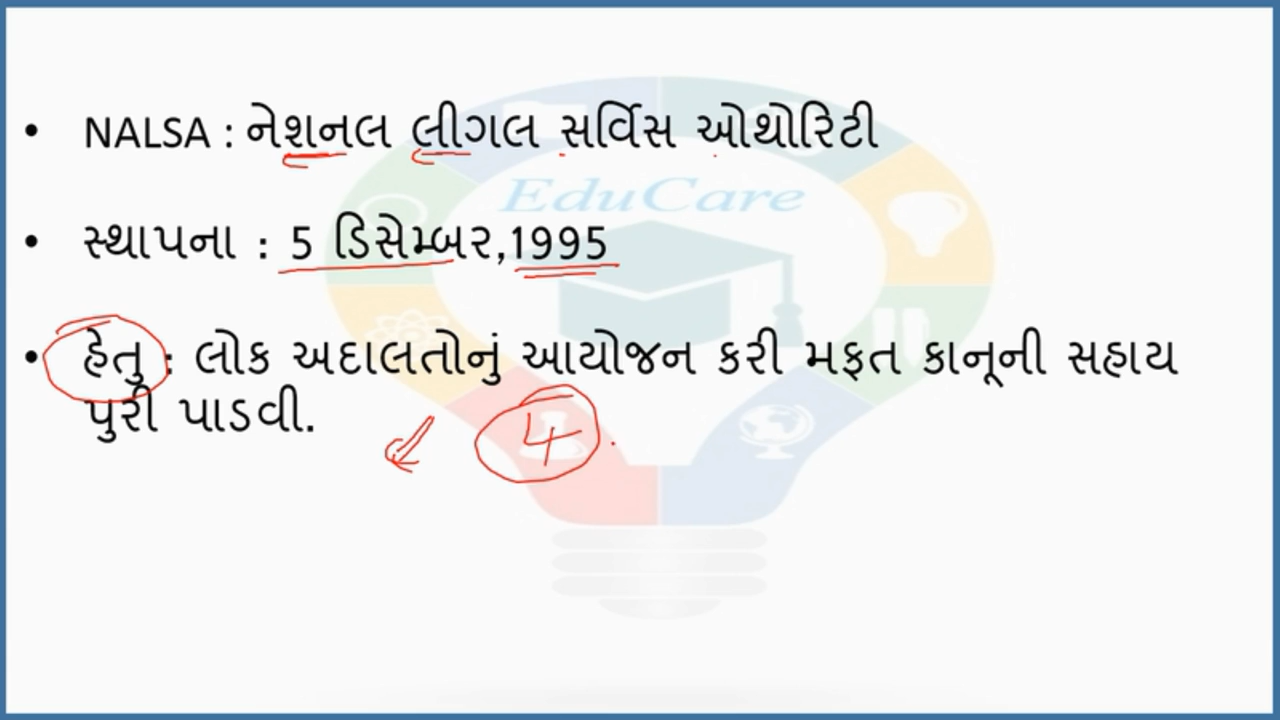 • NALSA : નેશનલ લીગલ સર્વિસ ઓથોરિટી
EduCare
• સ્થાપના : 5 ડિસેમ્બર,1995
• હેતુ : લોક અદાલતોનું આયોજન કરી મફત કાનૂની સહાય
પુરી પાડવી.
4